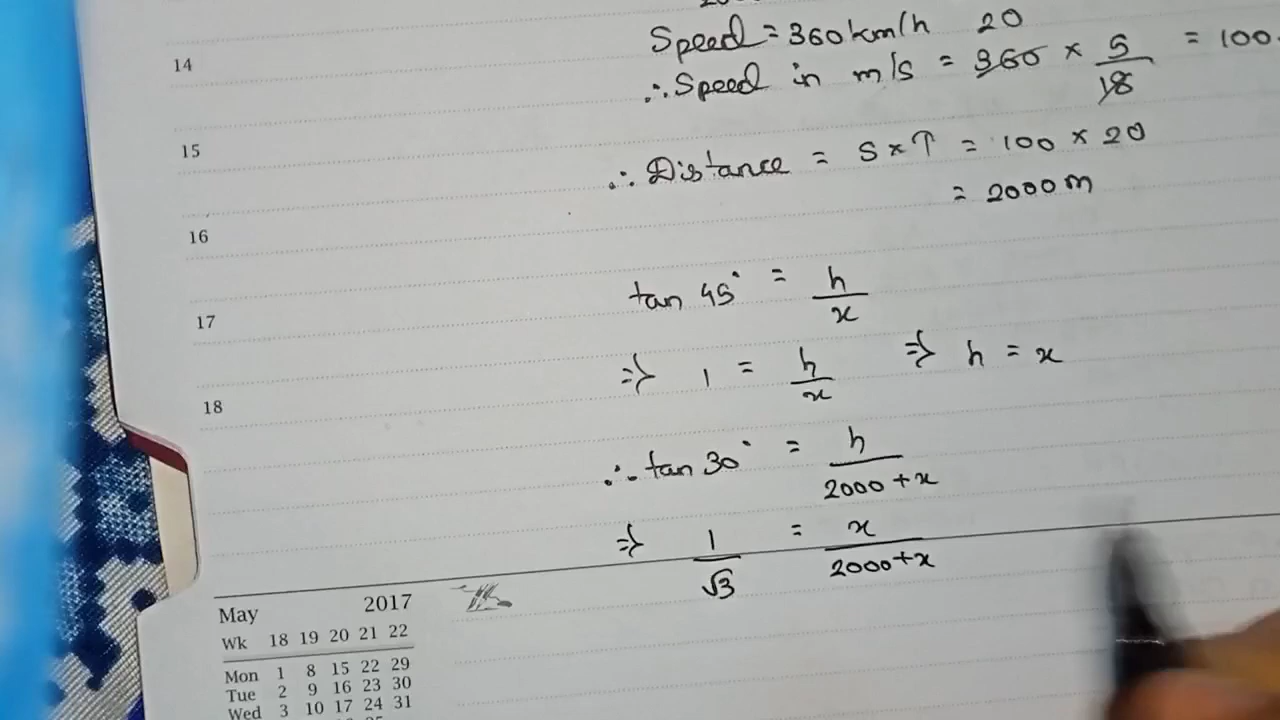 Speed = 360 km/h 20
14
∴ Speed in m/s = 360 × 5/18 = 100
15
∴ Distance = S × T = 100 × 20
= 2000 m
16
tan 45° = h/x
17
⇒ 1 = h/x ⇒ h = x
18
∴ tan 30° = h/2000 + x
⇒ 1/√3 = x/2000 + x
May 2017
Wk 18 19 20 21 22
Mon 1 8 15 22 29
Tue 2 9 16 23 30
Wed 3 10 17 24 31